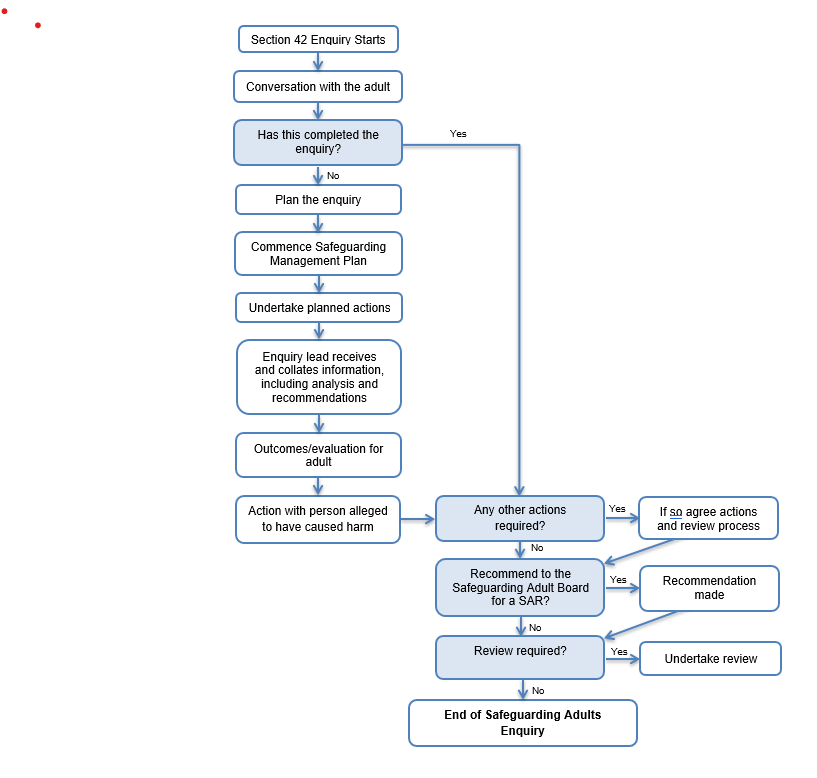 Section 42 Enquiry Starts
Conversation with the adult
Has this completed the
enquiry?
Yes
No
Plan the enquiry
Commence Safeguarding
Management Plan
Undertake planned actions
Enquiry lead receives
and collates information,
including analysis and
recommendations
Outcomes/evaluation for
adult
Action with person alleged
to have caused harm
Any other actions
required?
Yes
If so agree actions
and review process
No
Recommend to the
Safeguarding Adult Board
for a SAR?
Yes
Recommendation
made
No
Review required?
Yes
Undertake review
No
End of Safeguarding Adults
Enquiry